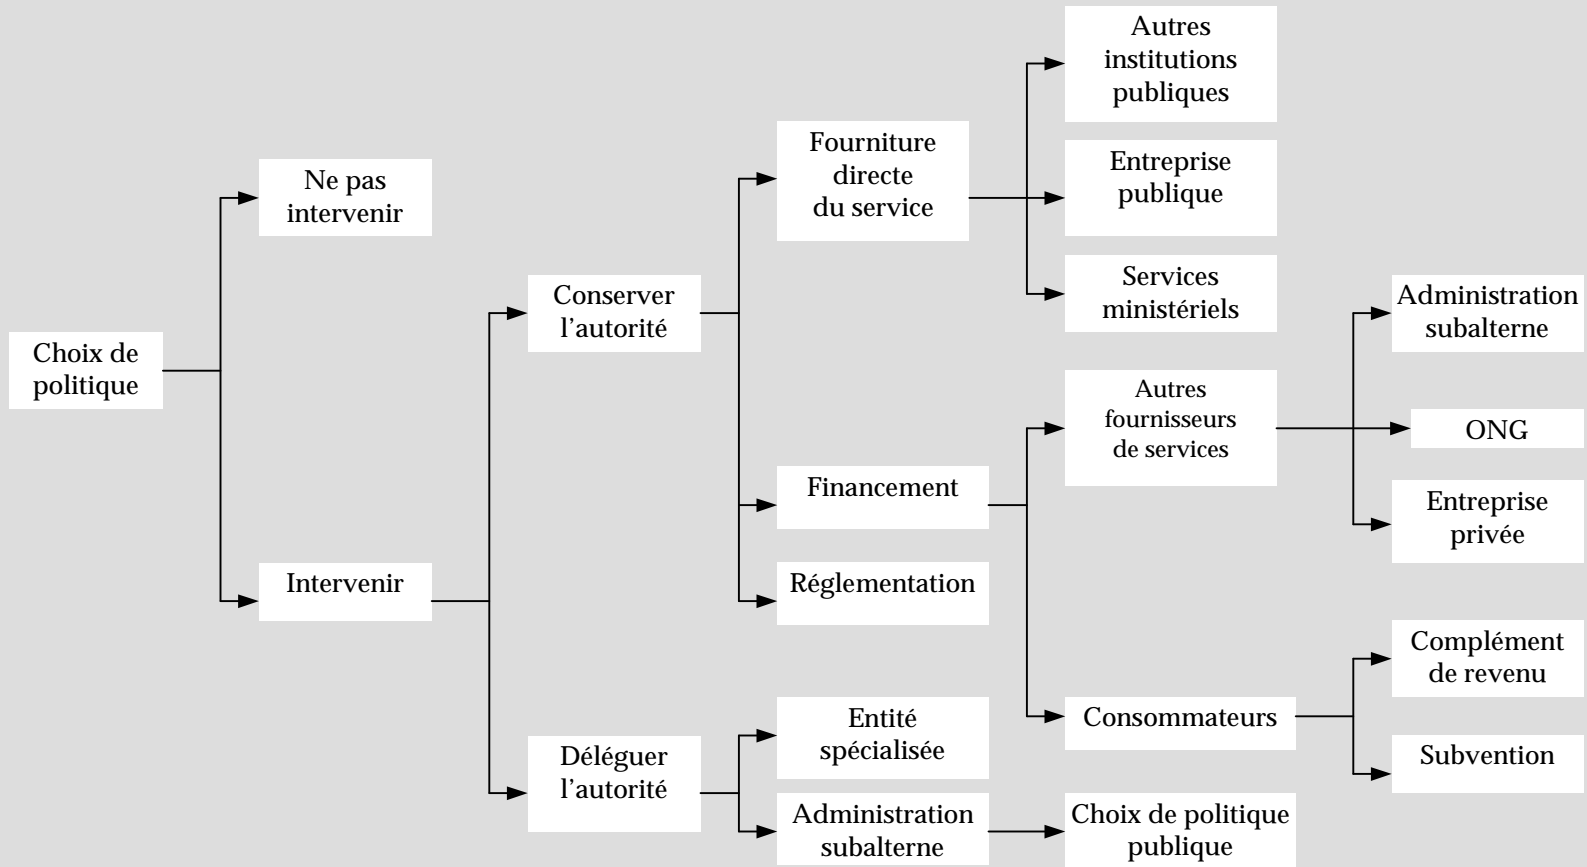 Choix de
politique
Ne pas
intervenir
Intervenir
Conserver
l’autorité
Déléguer
l’autorité
Fourniture
directe
du service
Financement
Réglementation
Entité
spécialisée
Administration
subalterne
Autres
institutions
publiques
Entreprise
publique
Services
ministériels
Autres
fournisseurs
de services
Consommateurs
Choix de politique
publique
Administration
subalterne
ONG
Entreprise
privée
Complément
de revenu
Subvention